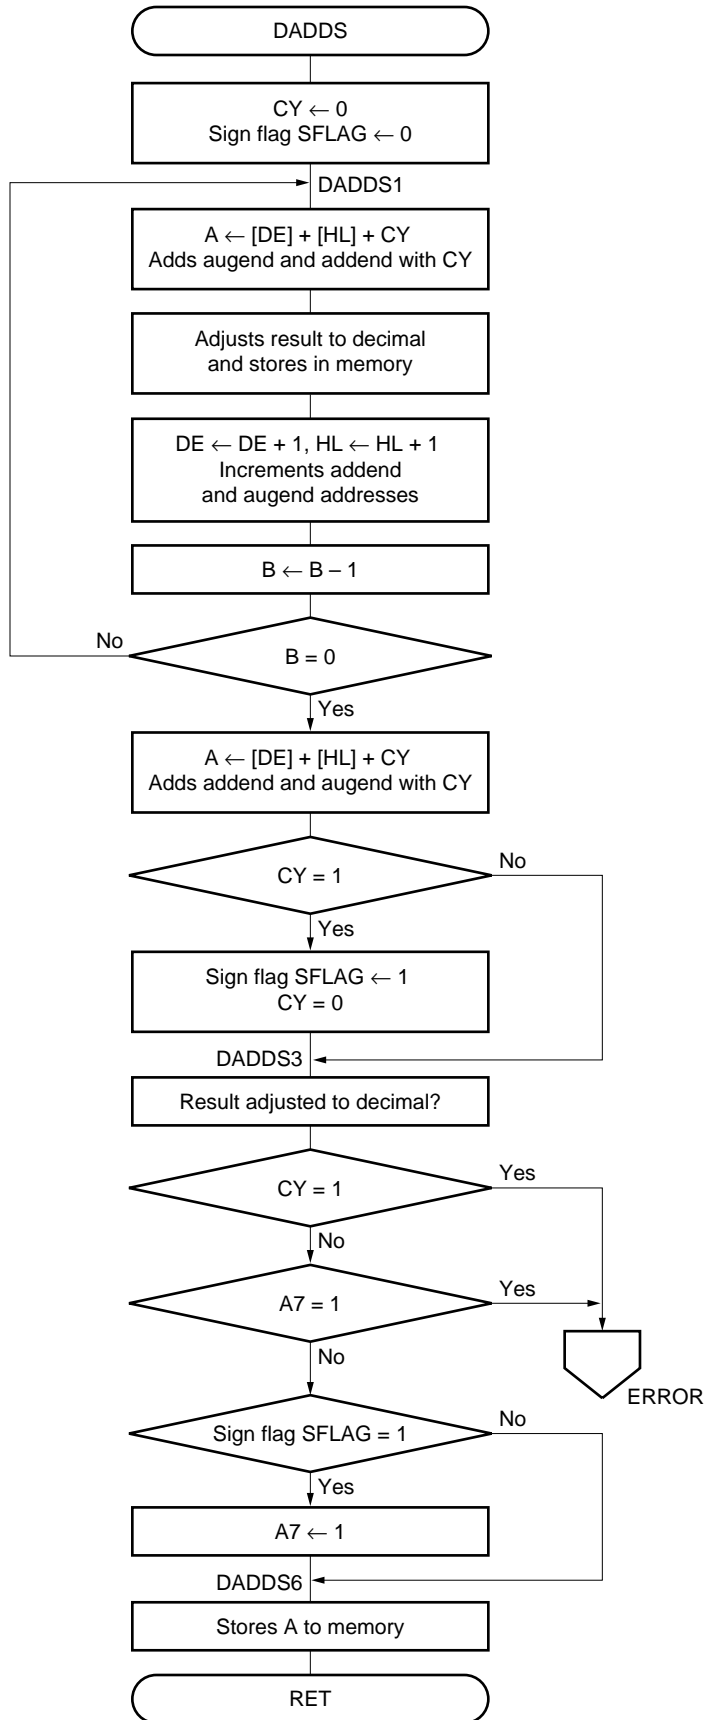 DADDS
CY ← 0
Sign flag SFLAG ← 0
DADDS1
A ← [DE] + [HL] + CY
Adds augend and addend with CY
Adjusts result to decimal
and stores in memory
DE ← DE + 1, HL ← HL + 1
Increments addend
and augend addresses
B ← B – 1
No
B = 0
Yes
A ← [DE] + [HL] + CY
Adds addend and augend with CY
No
CY = 1
Yes
Sign flag SFLAG ← 1
CY = 0
DADDS3
Result adjusted to decimal?
Yes
CY = 1
No
Yes
A7 = 1
No
ERROR
No
Sign flag SFLAG = 1
Yes
A7 ← 1
DADDS6
Stores A to memory
RET